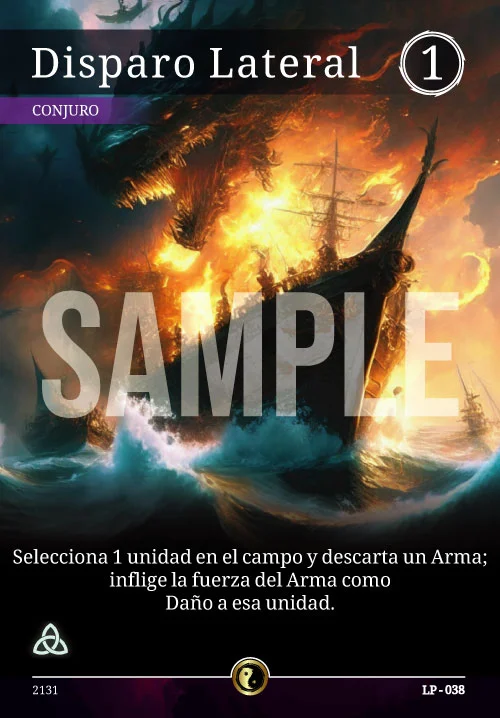 Disparo Lateral
1
CONJURO
SAMPLE
Selecciona 1 unidad en el campo y descarta un Arma;
inflige la fuerza del Arma como
Daño a esa unidad.
2131
LP - 038